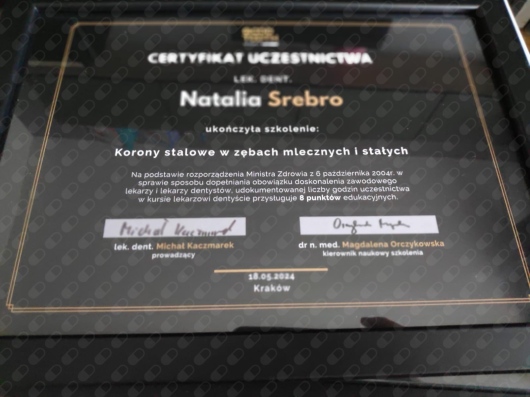 CERTYFIKAT UCZESTNICTWA
LEK. DENT.
Natalia Srebro
ukończyła szkolenie:
Korony stalowe w zębach mlecznych i stałych
Na podstawie rozporządzenia Ministra Zdrowia z 6 października 2004r. w
sprawie sposobu dopełniania obowiązku doskonalenia zawodowego
lekarzy i lekarzy dentystów, udokumentowanej liczby godzin uczestnictwa
w kursie lekarzowi dentyście przysługuje 8 punktów edukacyjnych.
Michał Kaczmarek
lek. dent. Michał Kaczmarek
prowadzący
dr n. med. Magdalena Orczykowska
kierownik naukowy szkolenia
18.05.2024
Kraków